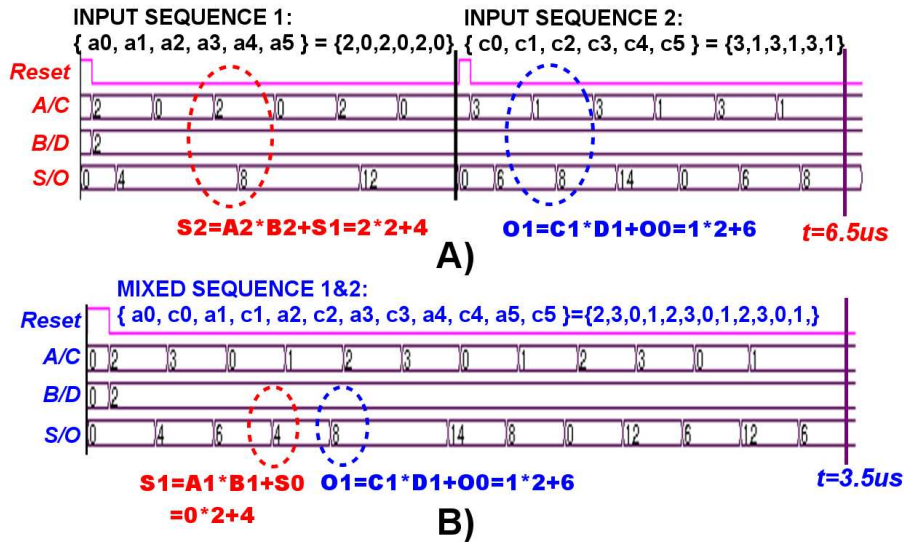 INPUT SEQUENCE 1: INPUT SEQUENCE 2:
{ a0, a1, a2, a3, a4, a5 } = {2,0,2,0,2,0} { c0, c1, c2, c3, c4, c5 } = {3,1,3,1,3,1}
Reset
A/C 2 0 2 0 2 0 3 1 3 1 3 1
B/D 2
S/O 0 4 8 12 0 6 8 14 0 6 8
S2=A2*B2+S1=2*2+4 O1=C1*D1+O0=1*2+6 t=6.5us
A)
MIXED SEQUENCE 1&2:
{ a0, c0, a1, c1, a2, c2, a3, c3, a4, c4, a5, c5 }={2,3,0,1,2,3,0,1,2,3,0,1,}
Reset
A/C 0 2 3 0 1 2 3 0 1 2 3 0 1
B/D 0 2
S/O 0 4 6 4 8 14 8 0 12 6 12 6
S1=A1*B1+S0 O1=C1*D1+O0=1*2+6 t=3.5us
=0*2+4
B)